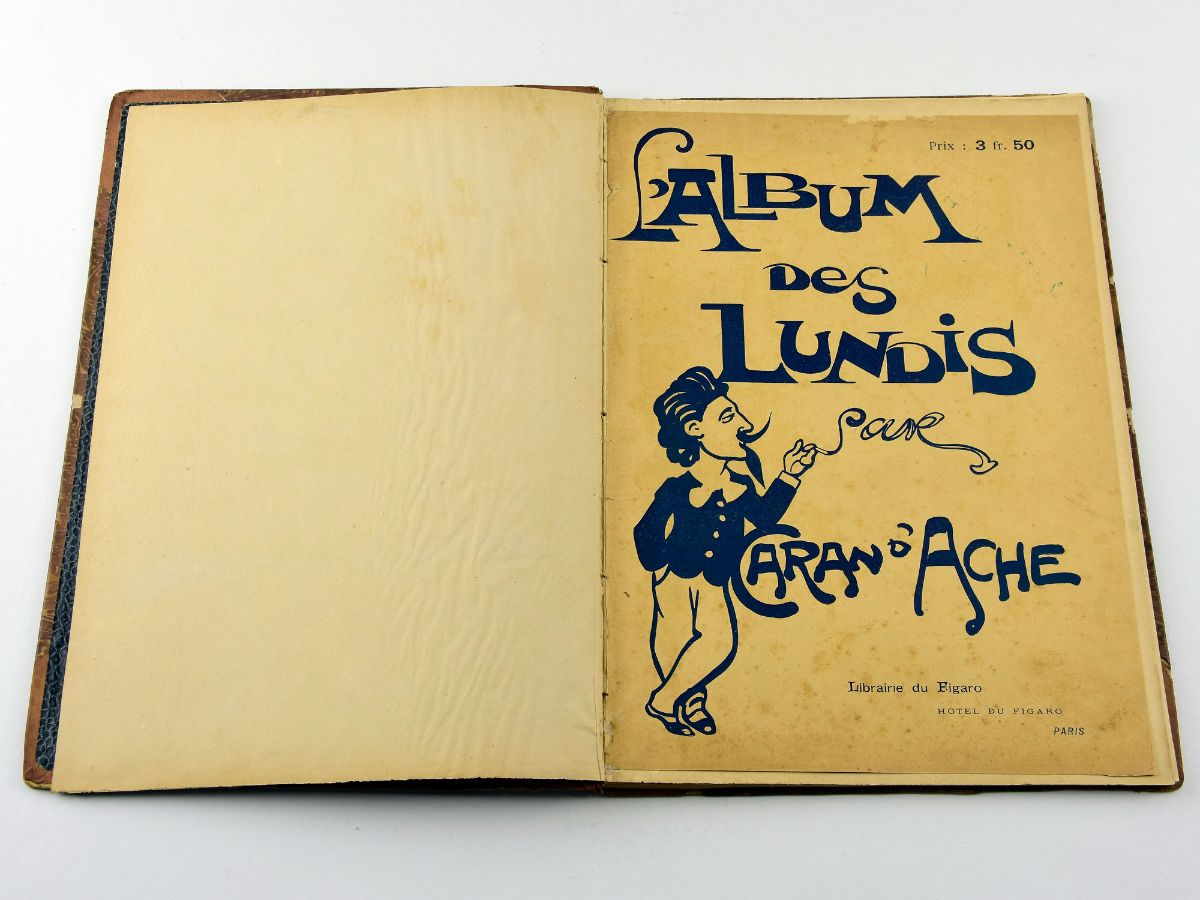 Prix : 3 fr. 50
L'ALBUM
DES
LUNDIS
PAR
CARAN D'ACHE
Librairie du Figaro
HOTEL DU FIGARO
PARIS